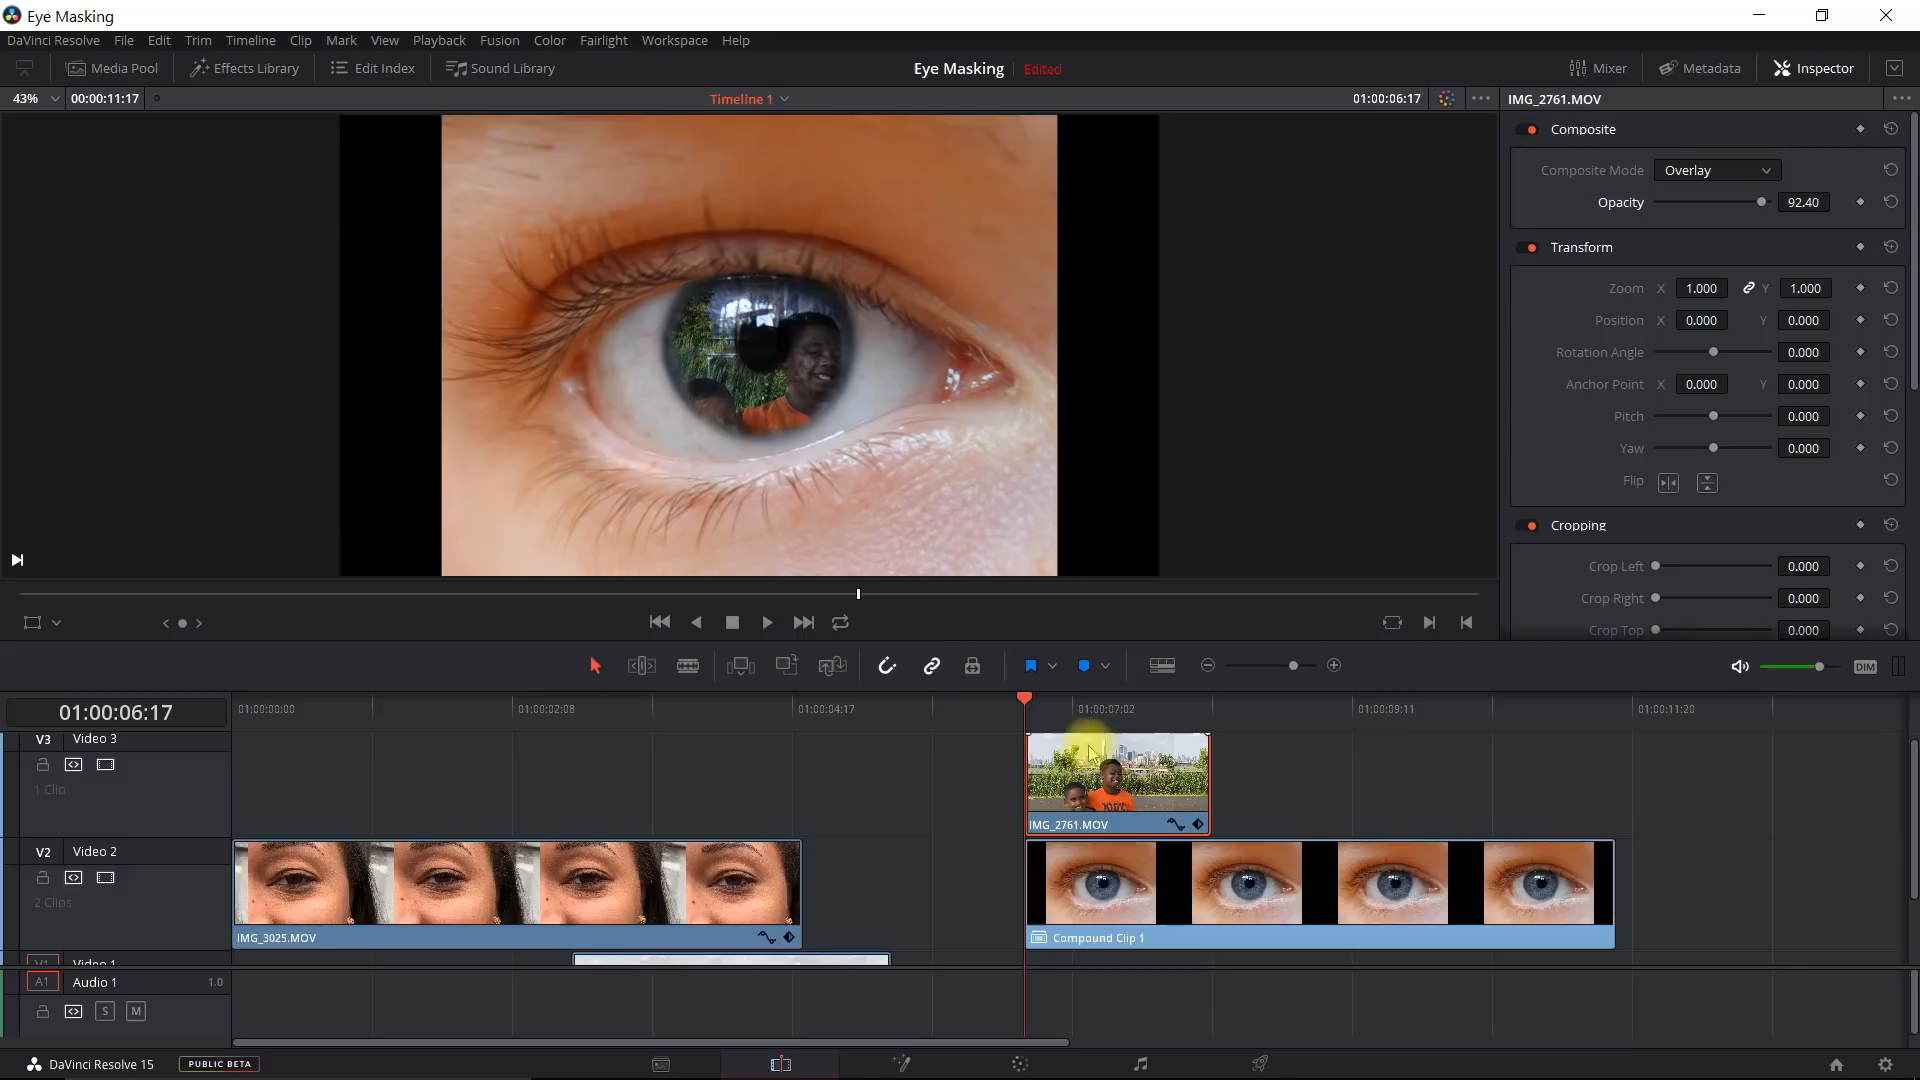 Eye Masking
DaVinci Resolve File Edit Trim Timeline Clip Mark View Playback Fusion Color Fairlight Workspace Help
Media Pool Effects Library Edit Index Sound Library Eye Masking Edited Mixer Metadata Inspector
43% 00:00:11:17 Timeline 1 01:00:06:17 IMG_2761.MOV
Composite
Composite Mode Overlay
Opacity 92.40
Transform
Zoom X 1.000 Y 1.000
Position X 0.000 Y 0.000
Rotation Angle 0.000
Anchor Point X 0.000 Y 0.000
Pitch 0.000
Yaw 0.000
Flip
Cropping
Crop Left 0.000
Crop Right 0.000
Crop Top 0.000
DIM
01:00:06:17 01:00:00:00 01:00:02:08 01:00:04:17 01:00:07:02 01:00:09:11 01:00:11:20
V3 Video 3
1 Clip
IMG_2761.MOV
V2 Video 2
2 Clips
IMG_3025.MOV Compound Clip 1
V1 Video 1
A1 Audio 1 1.0
S M
DaVinci Resolve 15 PUBLIC BETA